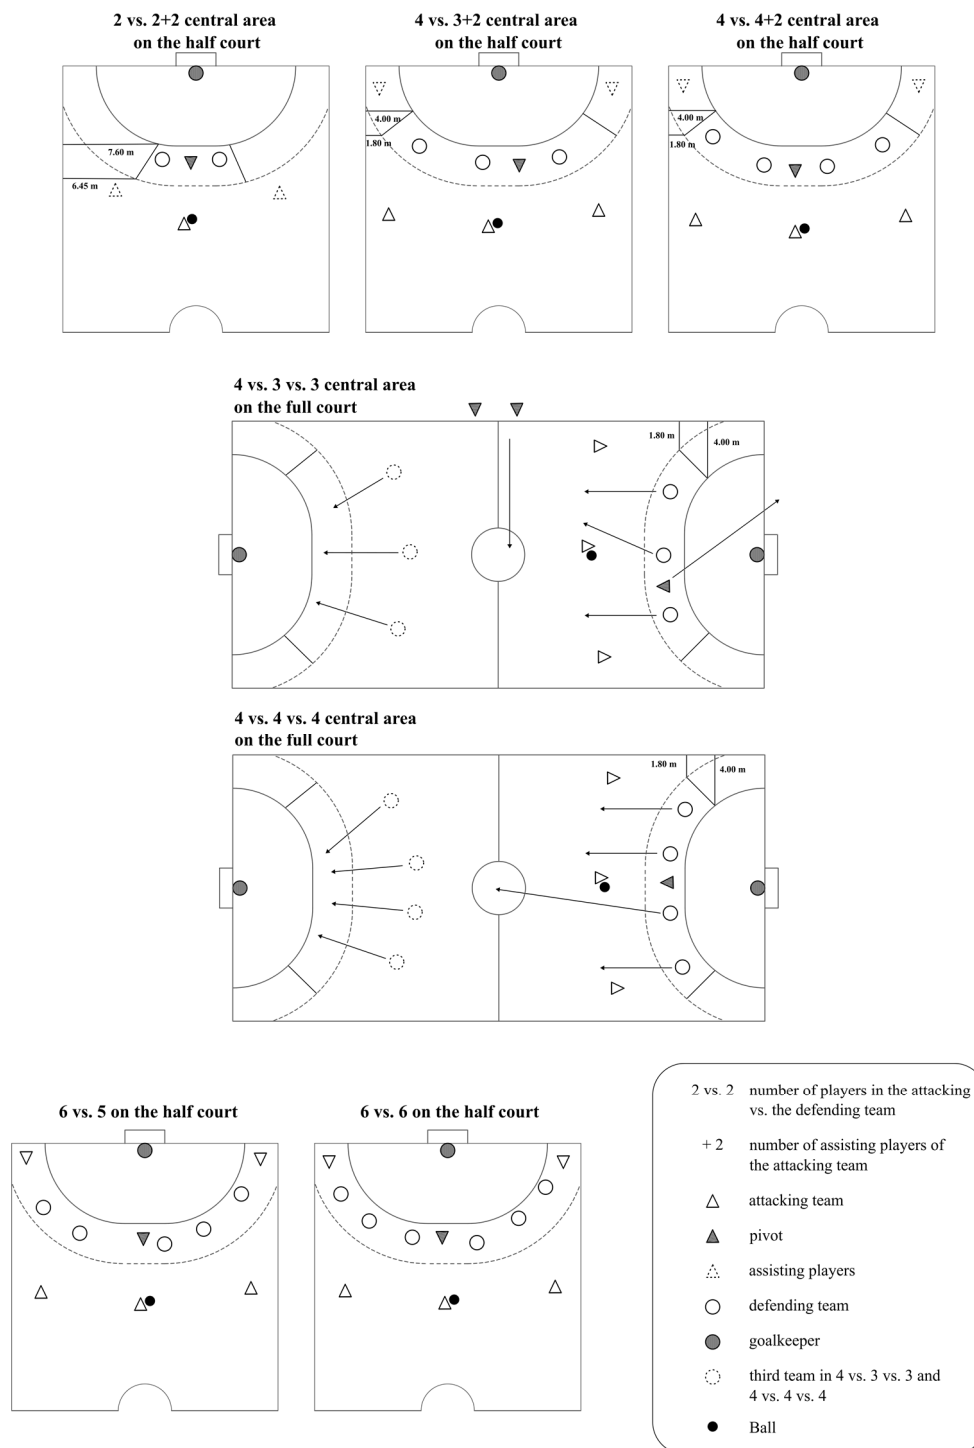 2 vs. 2+2 central area
on the half court
4 vs. 3+2 central area
on the half court
4 vs. 4+2 central area
on the half court
7.60 m
6.45 m
4.00 m
1.80 m
4.00 m
1.80 m
4 vs. 3 vs. 3 central area
on the full court
1.80 m
4.00 m
4 vs. 4 vs. 4 central area
on the full court
1.80 m
4.00 m
6 vs. 5 on the half court
6 vs. 6 on the half court
2 vs. 2 number of players in the attacking
vs. the defending team
+ 2 number of assisting players of
the attacking team
attacking team
pivot
assisting players
defending team
goalkeeper
third team in 4 vs. 3 vs. 3 and
4 vs. 4 vs. 4
Ball